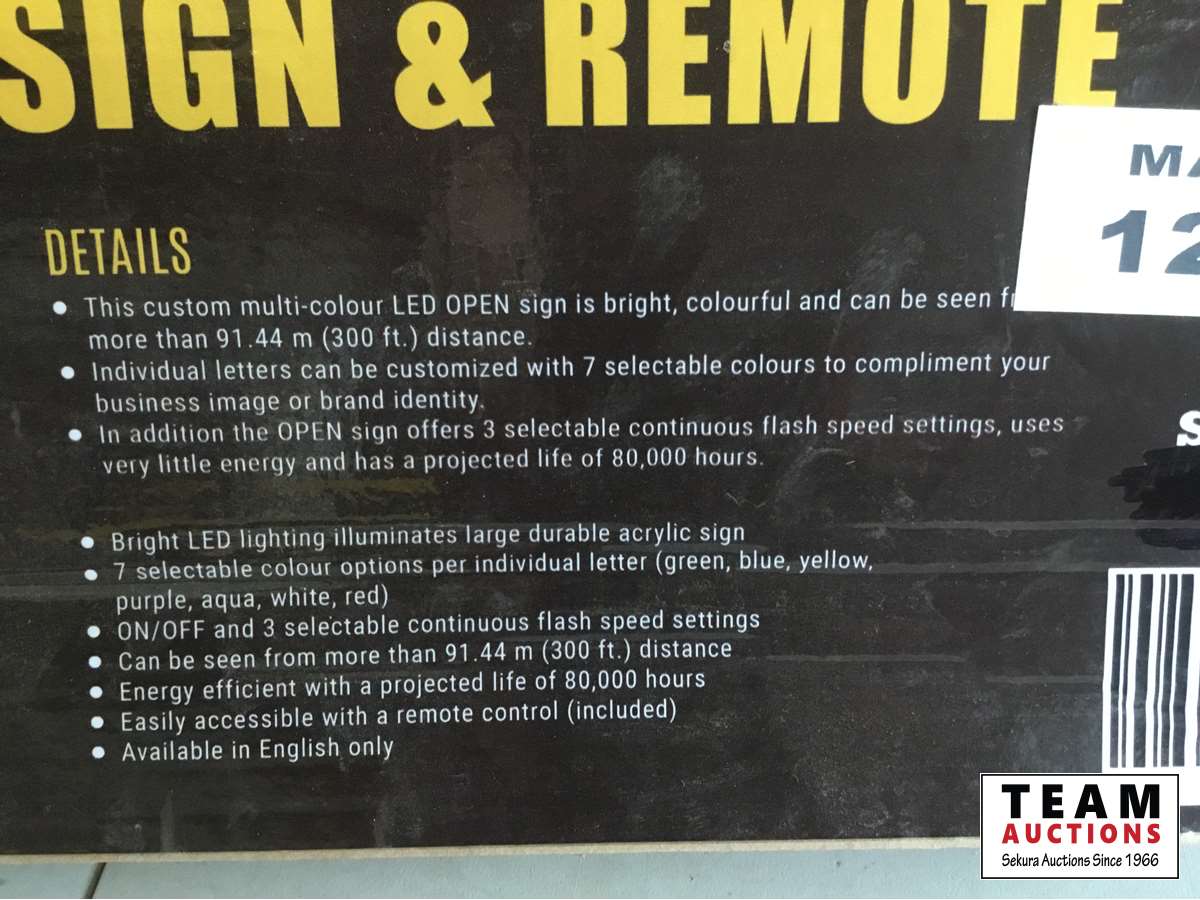 SIGN & REMOTE
MA
12
DETAILS
• This custom multi-colour LED OPEN sign is bright, colourful and can be seen
more than 91.44 m (300 ft.) distance.
• Individual letters can be customized with 7 selectable colours to compliment your
business image or brand identity.
• In addition the OPEN sign offers 3 selectable continuous flash speed settings, uses
very little energy and has a projected life of 80,000 hours.
S
• Bright LED lighting illuminates large durable acrylic sign
• 7 selectable colour options per individual letter (green, blue, yellow,
purple, aqua, white, red)
• ON/OFF and 3 selectable continuous flash speed settings
• Can be seen from more than 91.44 m (300 ft.) distance
• Energy efficient with a projected life of 80,000 hours
• Easily accessible with a remote control (included)
• Available in English only
TEAM
AUCTIONS
Sekura Auctions Since 1966